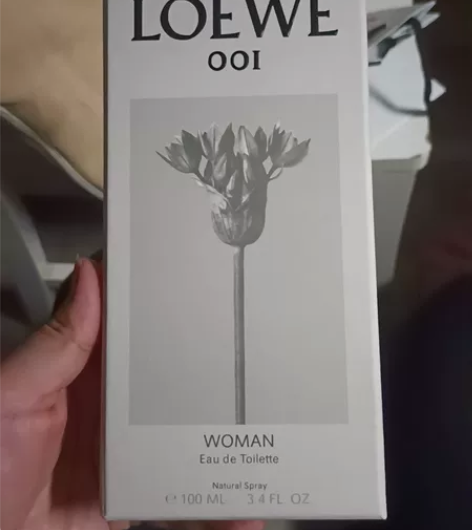 LOEWE
001
WOMAN
Eau de Toilette
Natural Spray
℮ 100 ML 3.4 FL OZ